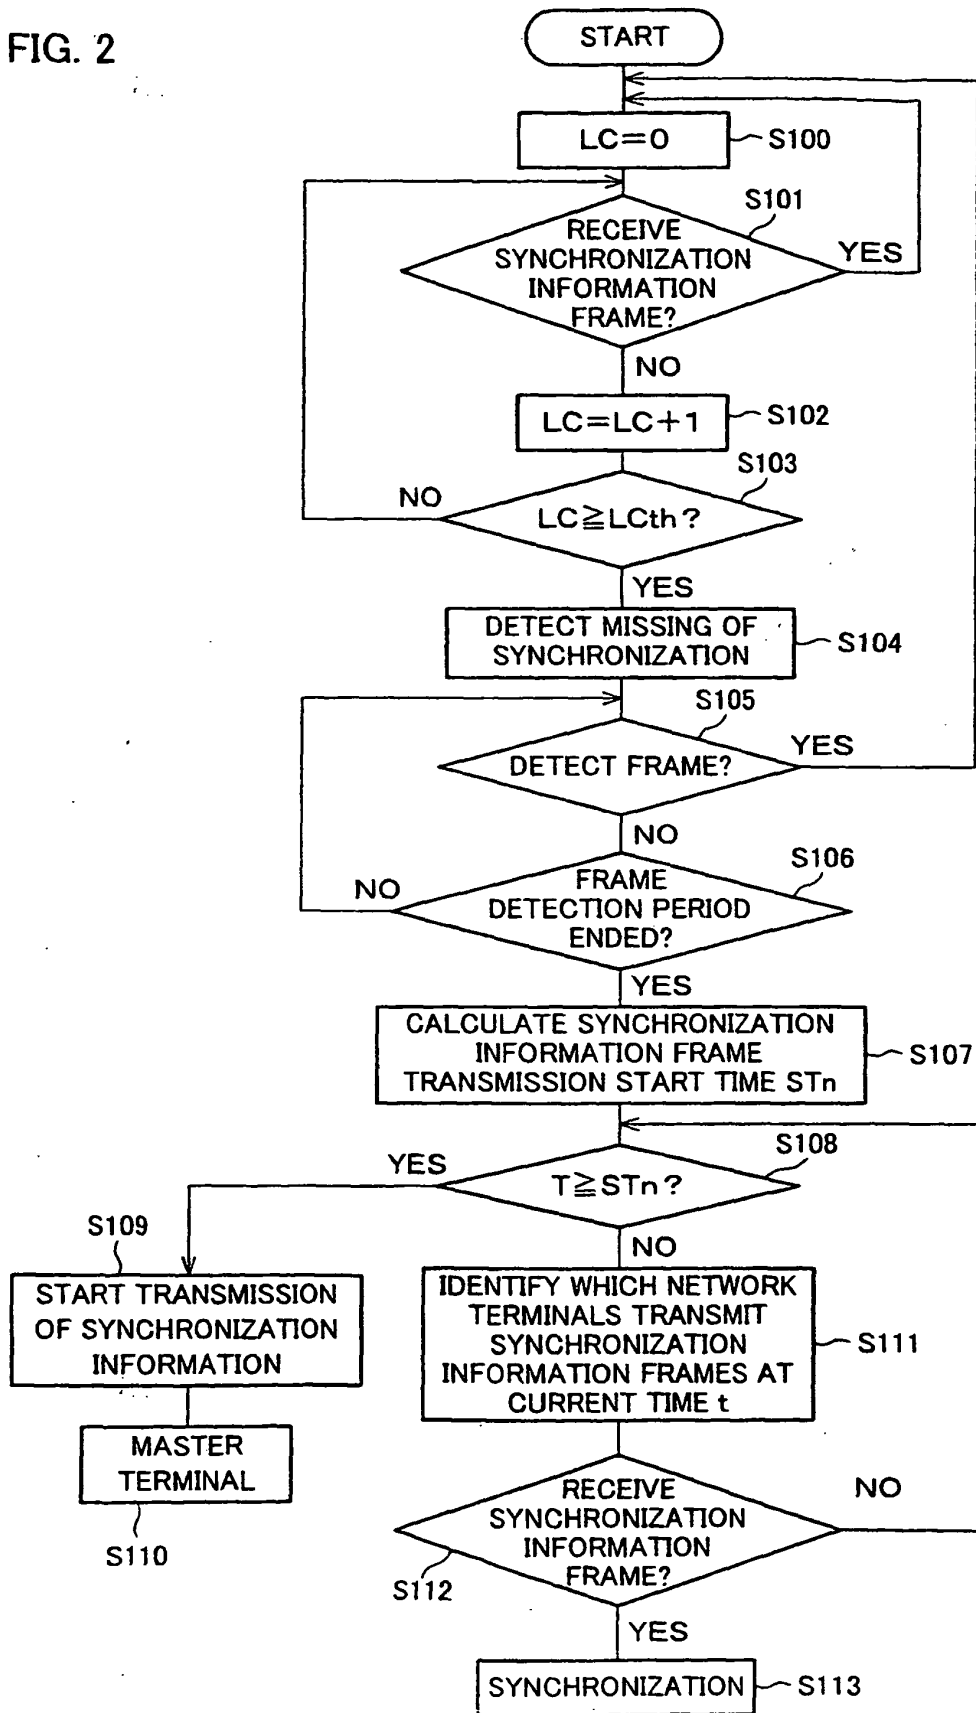 FIG. 2
START
LC=0
S100
S101
RECEIVE
SYNCHRONIZATION
INFORMATION
FRAME?
YES
NO
LC=LC+1
S102
S103
NO
LC≧LCth?
YES
DETECT MISSING OF
SYNCHRONIZATION
S104
S105
DETECT FRAME?
YES
NO
S106
NO
FRAME
DETECTION PERIOD
ENDED?
YES
CALCULATE SYNCHRONIZATION
INFORMATION FRAME
TRANSMISSION START TIME STn
S107
S108
YES
T≧STn?
NO
S109
START TRANSMISSION
OF SYNCHRONIZATION
INFORMATION
MASTER
TERMINAL
S110
IDENTIFY WHICH NETWORK
TERMINALS TRANSMIT
SYNCHRONIZATION
INFORMATION FRAMES AT
CURRENT TIME t
S111
RECEIVE
SYNCHRONIZATION
INFORMATION
FRAME?
NO
S112
YES
SYNCHRONIZATION
S113